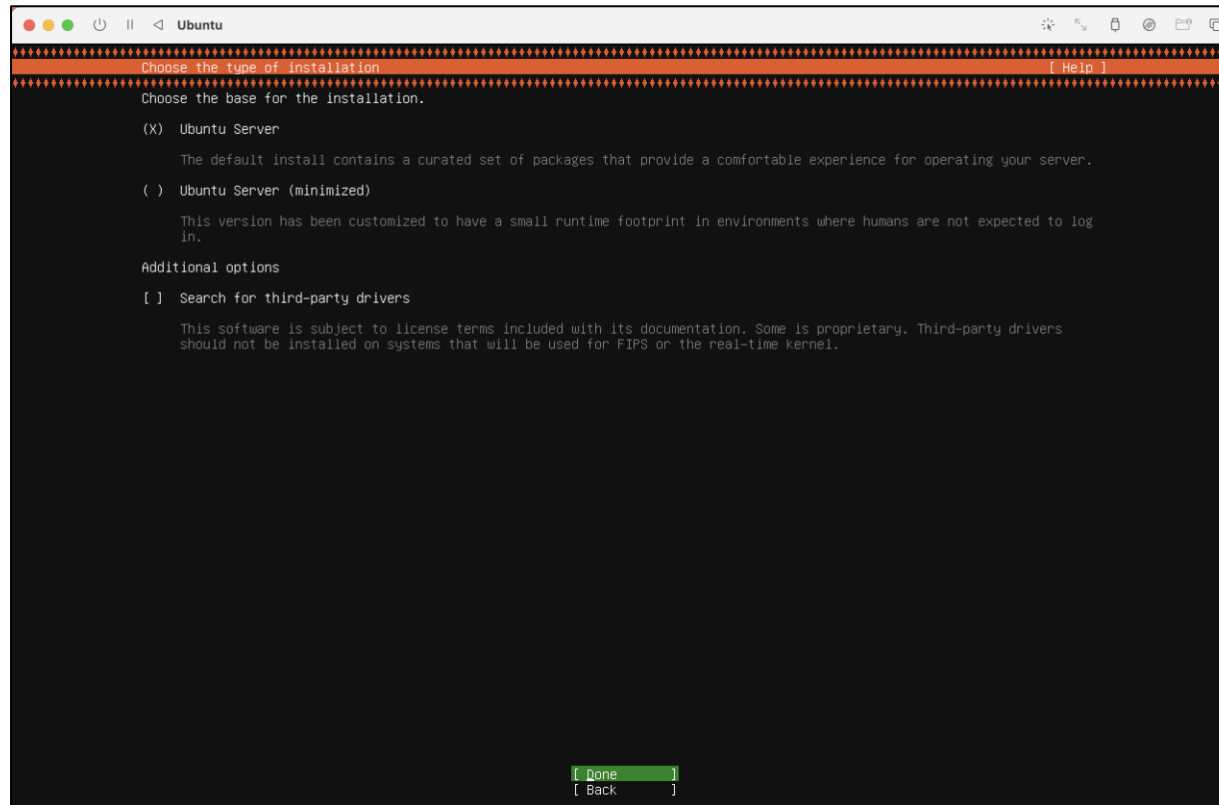 Ubuntu
Choose the type of installation [ Help ]
Choose the base for the installation.
(X) Ubuntu Server
The default install contains a curated set of packages that provide a comfortable experience for operating your server.
( ) Ubuntu Server (minimized)
This version has been customized to have a small runtime footprint in environments where humans are not expected to log
in.
Additional options
[ ] Search for third-party drivers
This software is subject to license terms included with its documentation. Some is proprietary. Third-party drivers
should not be installed on systems that will be used for FIPS or the real-time kernel.
[ Done ]
[ Back ]